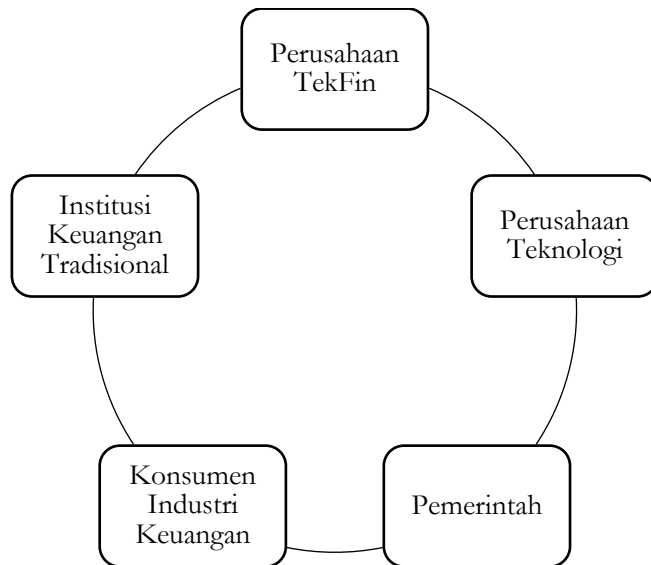 Perusahaan
TekFin
Perusahaan
Teknologi
Pemerintah
Konsumen
Industri
Keuangan
Institusi
Keuangan
Tradisional